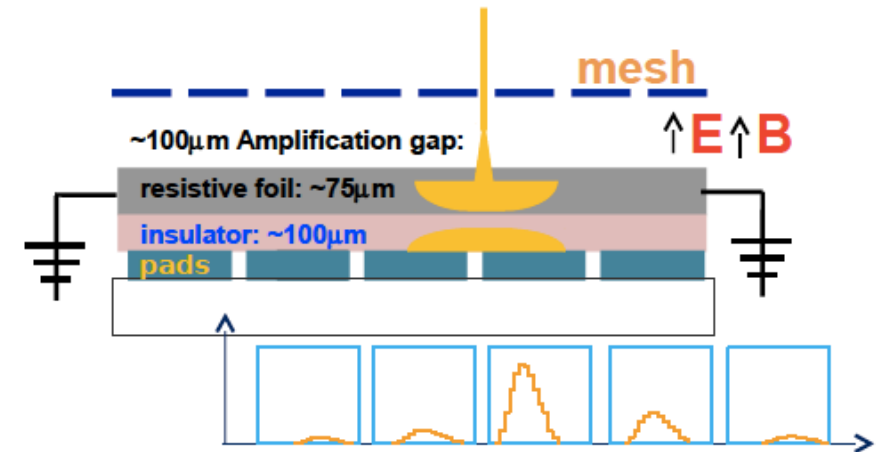 mesh
~100μm Amplification gap:
E B
resistive foil: ~75μm
insulator: ~100μm
pads